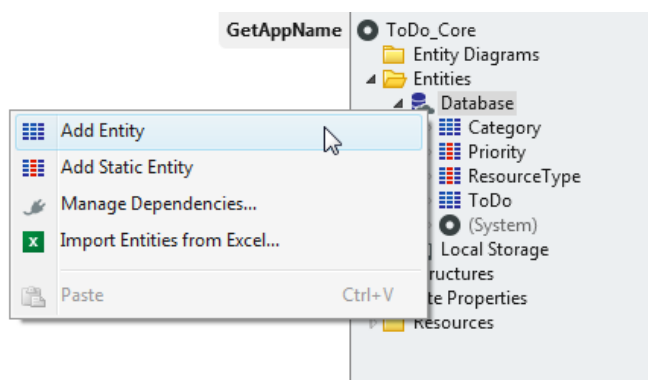 GetAppName
ToDo_Core
Entity Diagrams
Entities
Database
Category
Priority
ResourceType
ToDo
(System)
Local Storage
ructures
te Properties
Resources
Add Entity
Add Static Entity
Manage Dependencies...
Import Entities from Excel...
Paste Ctrl+V